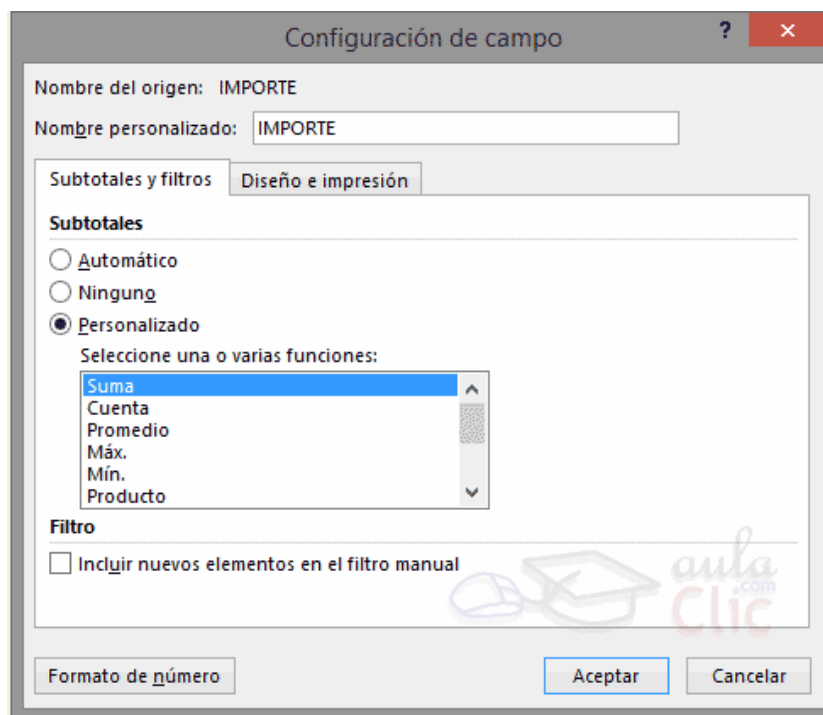 Configuración de campo
?
Nombre del origen: IMPORTE
Nombre personalizado: IMPORTE
Subtotales y filtros
Diseño e impresión
Subtotales
Automático
Ninguno
Personalizado
Seleccione una o varias funciones:
Suma
Cuenta
Promedio
Máx.
Mín.
Producto
Filtro
Incluir nuevos elementos en el filtro manual
aula
.com
Clic
Formato de número
Aceptar
Cancelar